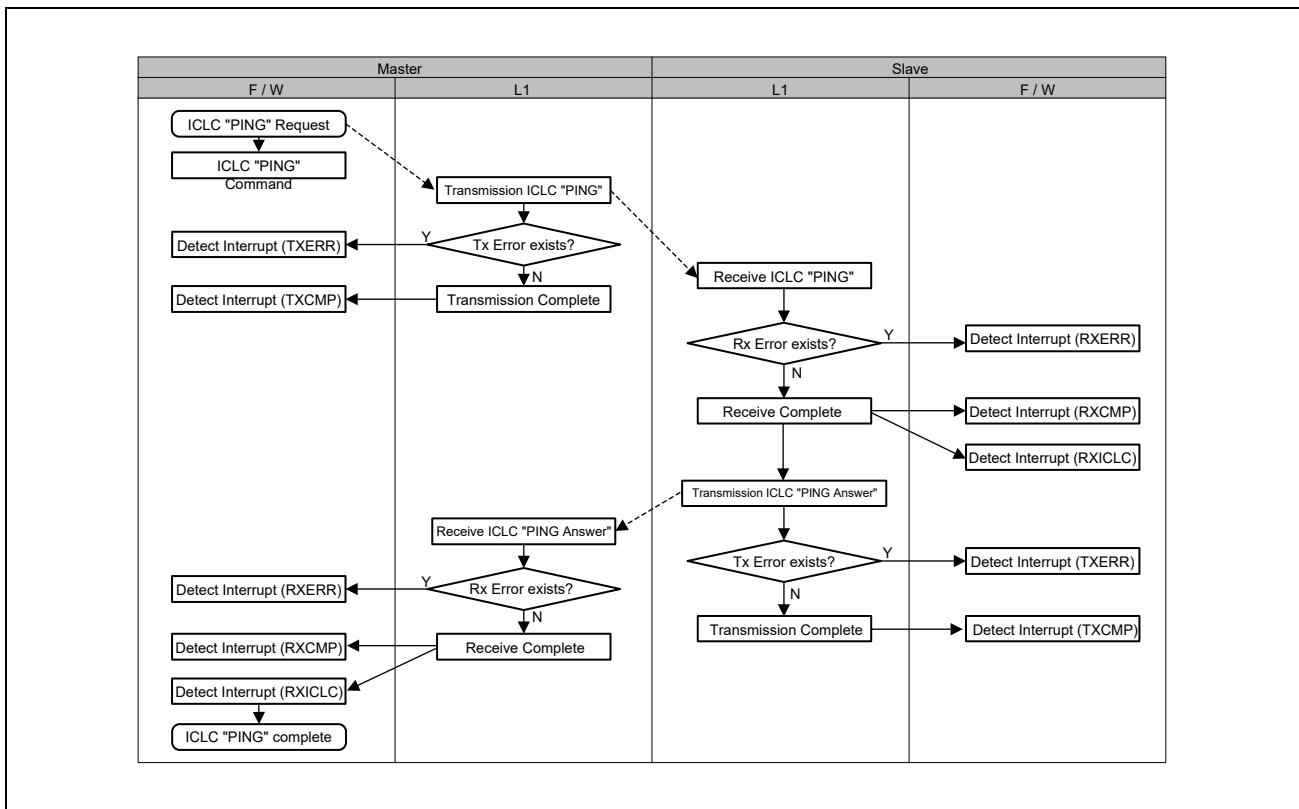 Master
Slave
F / W
L1
L1
F / W
ICLC "PING" Request
ICLC "PING"
Command
Transmission ICLC "PING"
Detect Interrupt (TXERR)
Y
Tx Error exists?
N
Receive ICLC "PING"
Detect Interrupt (TXCMP)
Transmission Complete
Rx Error exists?
Y
Detect Interrupt (RXERR)
N
Receive Complete
Detect Interrupt (RXCMP)
Detect Interrupt (RXICLC)
Transmission ICLC "PING Answer"
Receive ICLC "PING Answer"
Tx Error exists?
Y
Detect Interrupt (TXERR)
Detect Interrupt (RXERR)
Y
Rx Error exists?
N
N
Transmission Complete
Detect Interrupt (TXCMP)
Detect Interrupt (RXCMP)
Receive Complete
Detect Interrupt (RXICLC)
ICLC "PING" complete